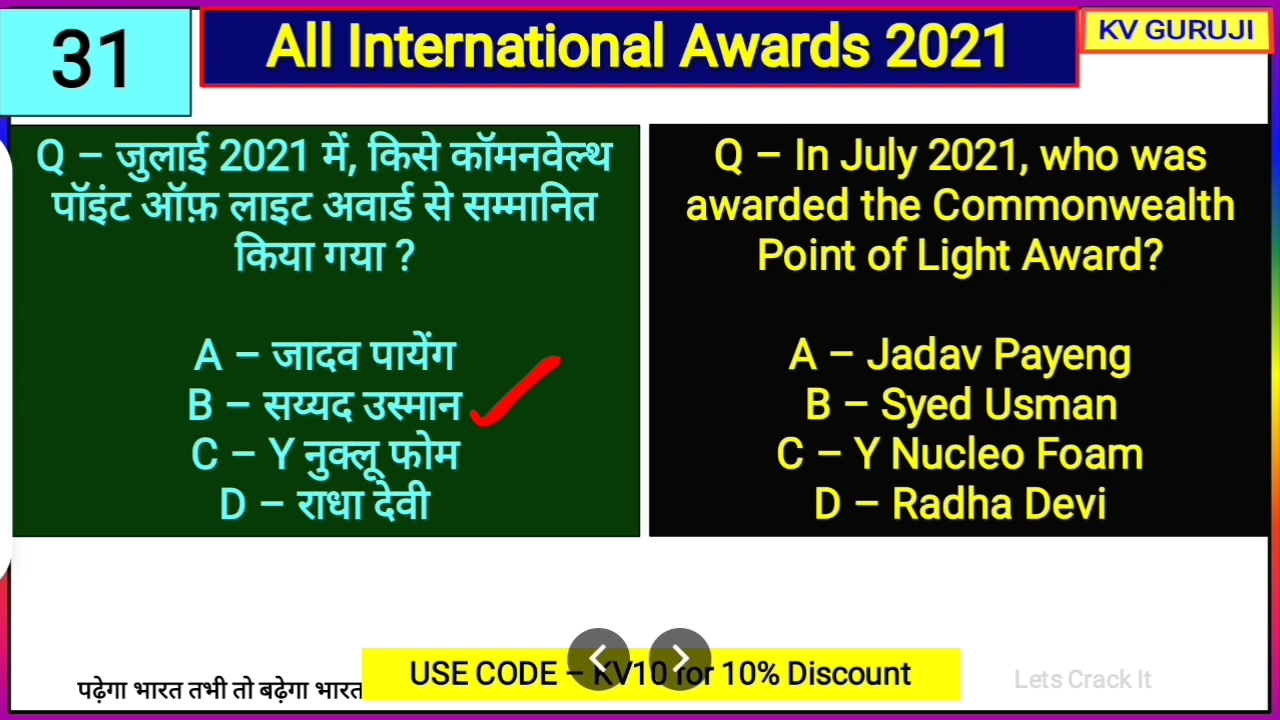 31
All International Awards 2021
KV GURUJI
Q – जुलाई 2021 में, किसे कॉमनवेल्थ
पॉइंट ऑफ़ लाइट अवार्ड से सम्मानित
किया गया ?
A – जादव पायेंग
B – सय्यद उस्मान
C – Y नुक्लू फोम
D – राधा देवी
Q – In July 2021, who was
awarded the Commonwealth
Point of Light Award?
A – Jadav Payeng
B – Syed Usman
C – Y Nucleo Foam
D – Radha Devi
पढ़ेगा भारत तभी तो बढ़ेगा भारत
USE CODE – KV10 for 10% Discount
Lets Crack It